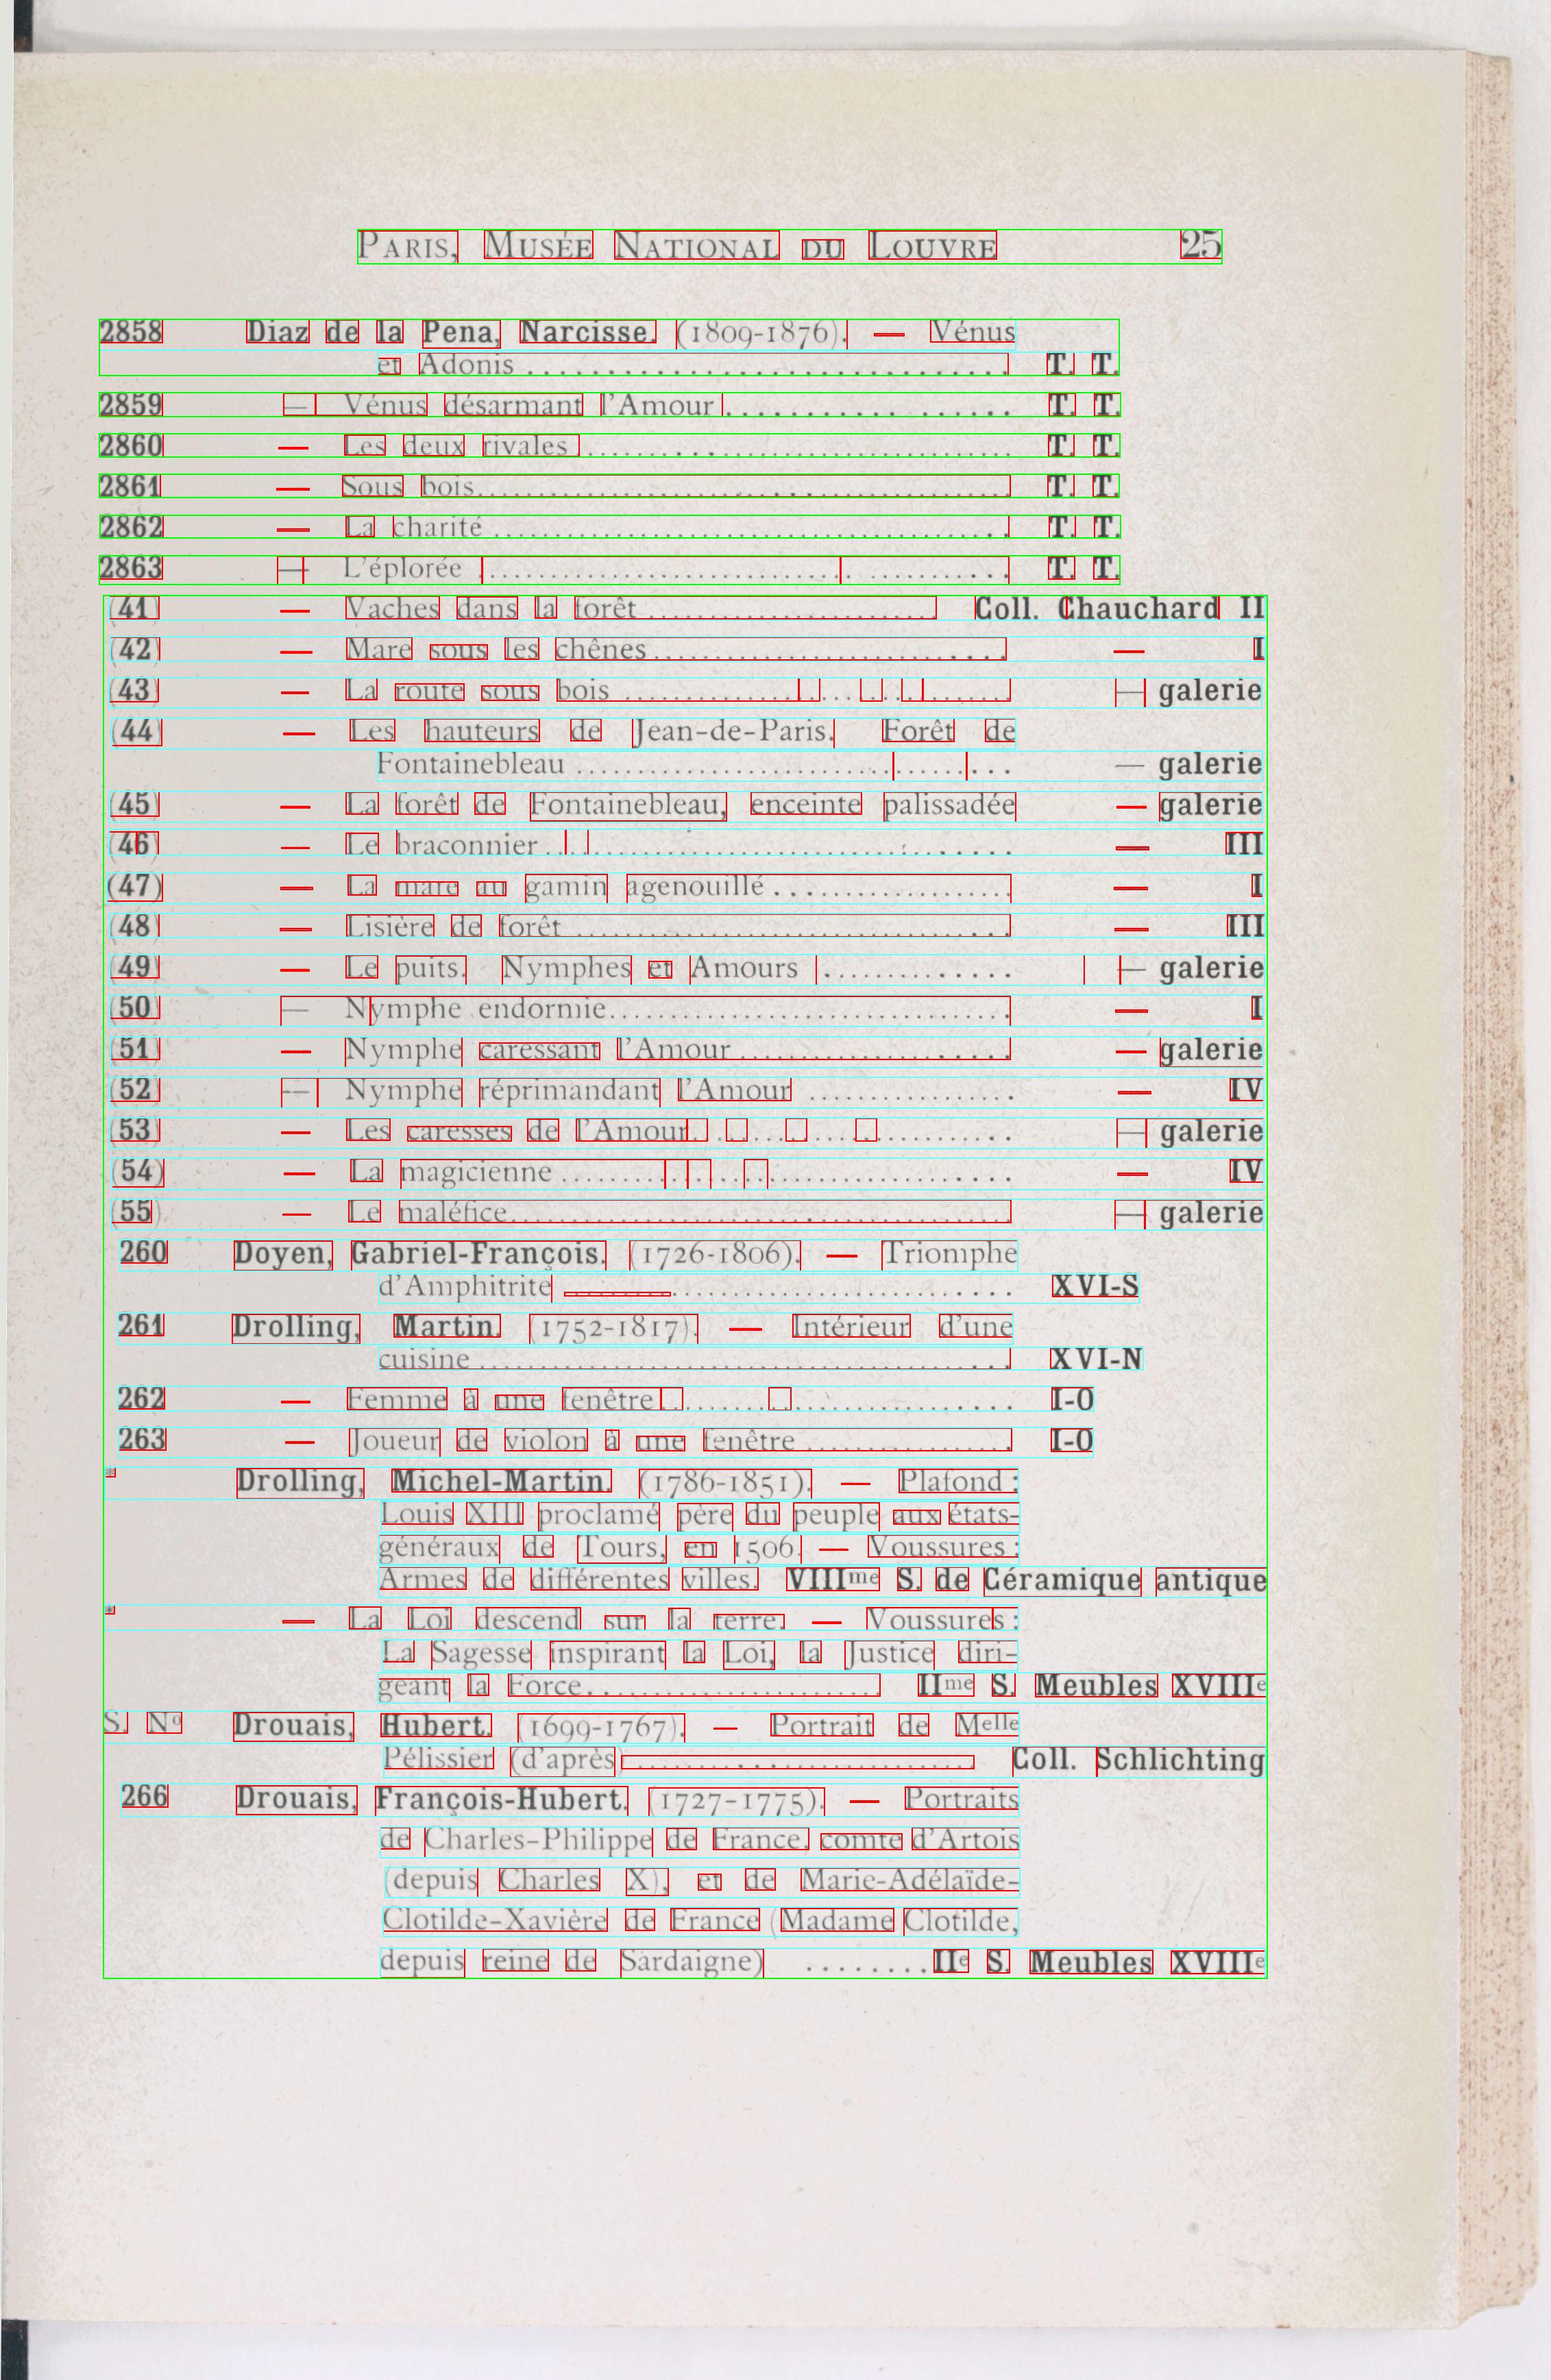 PARIS, MUSÉE NATIONAL DU LOUVRE 25
2858 Diaz de la Pena, Narcisse. (1809-1876). — Vénus
et Adonis .............................. T. T.
2859 — Vénus désarmant l'Amour .................. T. T.
2860 — Les deux rivales ........................... T. T.
2861 — Sous bois ................................. T. T.
2862 — La charité ................................ T. T.
2863 — L'éplorée ................................. T. T.
(41) — Vaches dans la forêt .................. Coll. Chauchard II
(42) — Mare sous les chênes ...................... — I
(43) — La route sous bois ........................ — galerie
(44) — Les hauteurs de Jean-de-Paris. Forêt de
Fontainebleau ........................... — galerie
(45) — La forêt de Fontainebleau, enceinte palissadée — galerie
(46) — Le braconnier ............................. — III
(47) — La mare au gamin agenouillé ............... — I
(48) — Lisière de forêt ........................... — III
(49) — Le puits. Nymphes et Amours ............. — galerie
(50) — Nymphe endormie ......................... — I
(51) — Nymphe caressant l'Amour ................. — galerie
(52) — Nymphe réprimandant l'Amour ............. — IV
(53) — Les caresses de l'Amour .................... — galerie
(54) — La magicienne ............................ — IV
(55) — Le maléfice ............................... — galerie
260 Doyen, Gabriel-François. (1726-1806). — Triomphe
d'Amphitrite ............................ XVI-S
261 Drolling, Martin. (1752-1817). — Intérieur d'une
cuisine ................................. XVI-N
262 — Femme à une fenêtre ...................... I-O
263 — Joueur de violon à une fenêtre ............. I-O
* Drolling, Michel-Martin. (1786-1851). — Plafond :
Louis XIII proclamé père du peuple aux états-
généraux de Tours, en 1506. — Voussures :
Armes de différentes villes. VIIIme S. de Céramique antique
* — La Loi descend sur la terre. — Voussures :
La Sagesse inspirant la Loi, la Justice diri-
geant la Force ................... IIme S. Meubles XVIIIe
S. No Drouais, Hubert. (1699-1767). — Portrait de Melle
Pélissier (d'après) ...................... Coll. Schlichting
266 Drouais, François-Hubert. (1727-1775). — Portraits
de Charles-Philippe de France, comte d'Artois
(depuis Charles X), et de Marie-Adélaïde-
Clotilde-Xavière de France (Madame Clotilde,
depuis reine de Sardaigne) ........ IIe S. Meubles XVIIIe